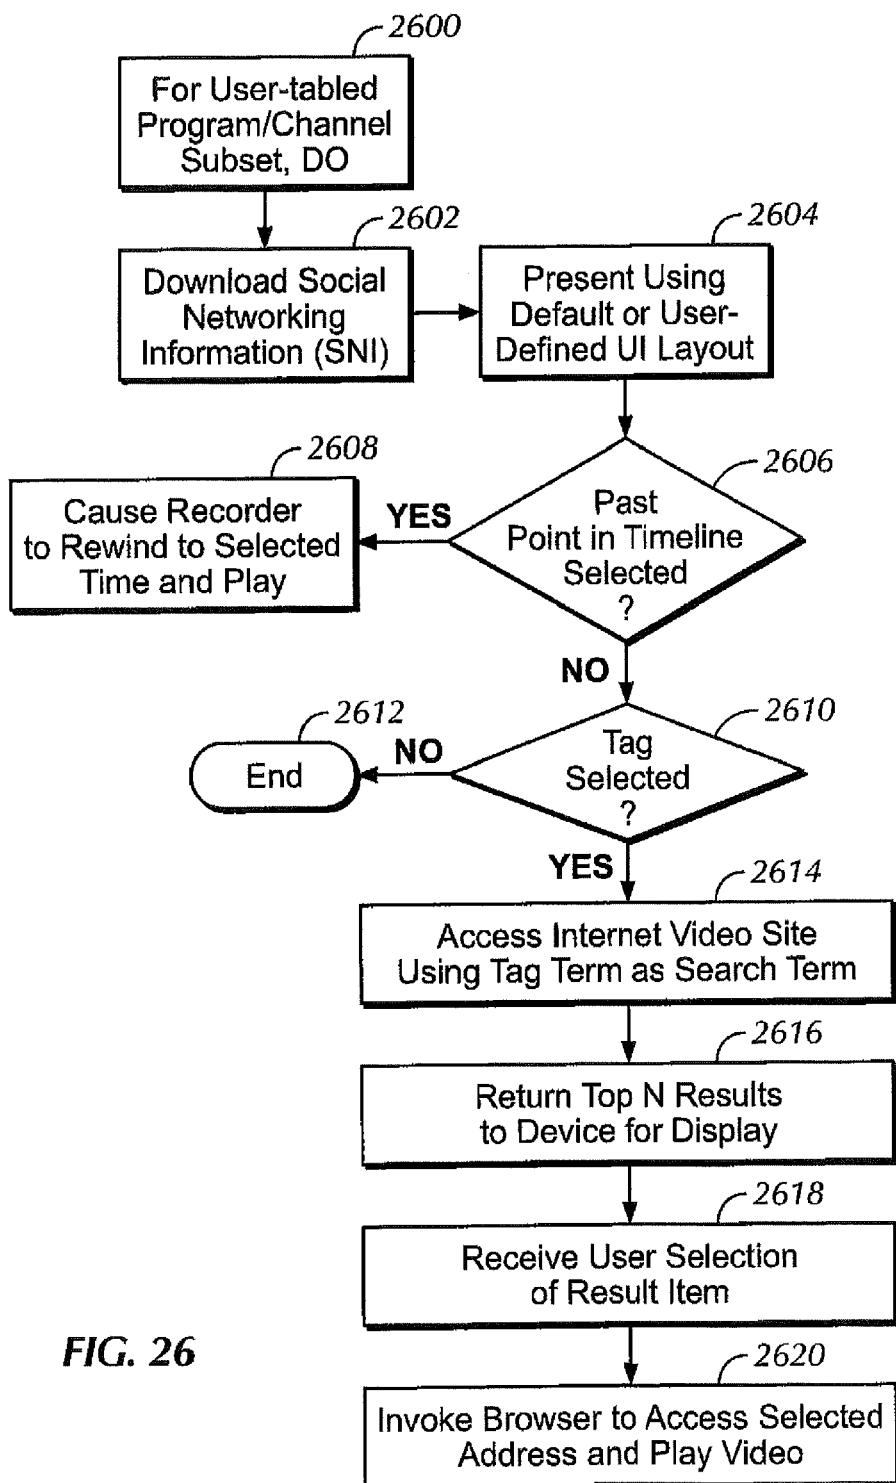 2600
For User-tabled
Program/Channel
Subset, DO
2602
Download Social
Networking
Information (SNI)
2604
Present Using
Default or User-
Defined UI Layout
2606
Past
Point in Timeline
Selected
?
YES
2608
Cause Recorder
to Rewind to Selected
Time and Play
NO
2610
Tag
Selected
?
NO
2612
End
YES
2614
Access Internet Video Site
Using Tag Term as Search Term
2616
Return Top N Results
to Device for Display
2618
Receive User Selection
of Result Item
2620
Invoke Browser to Access Selected
Address and Play Video
FIG. 26